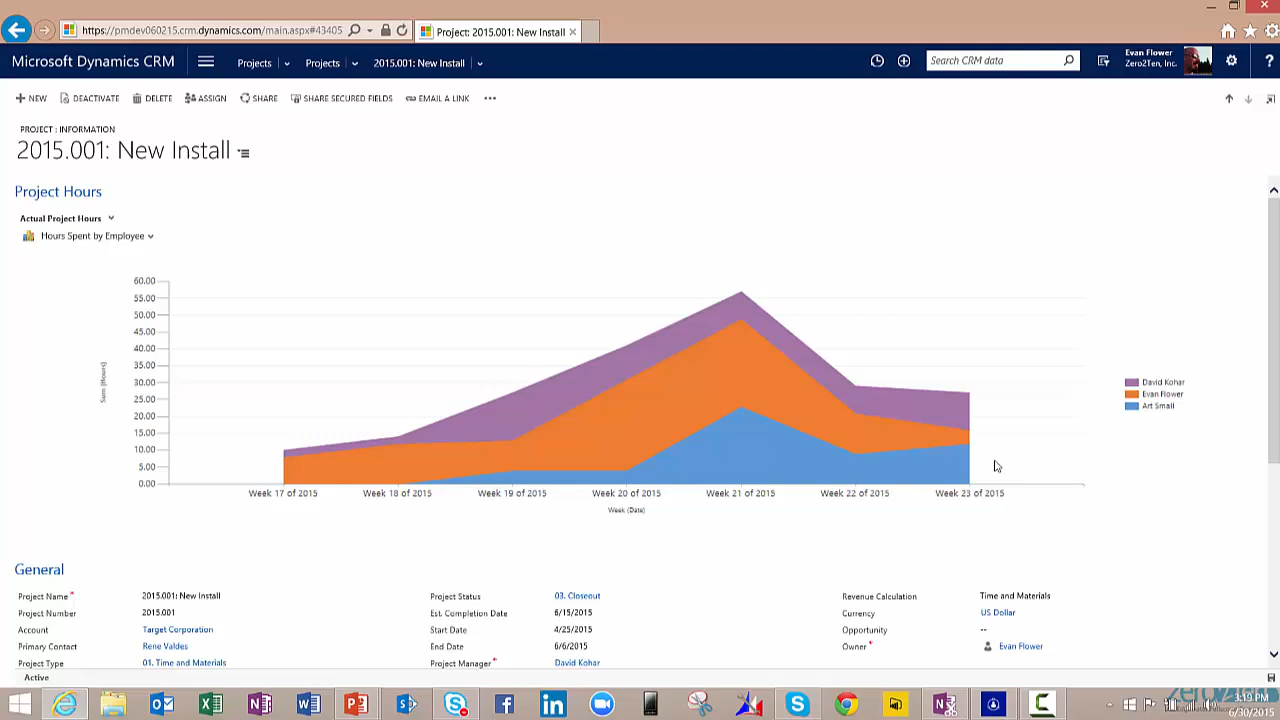 https://pmdev060215.crm.dynamics.com/main.aspx#43405
Project: 2015.001: New Install
Microsoft Dynamics CRM
Projects
Projects
2015.001: New Install
Search CRM data
Evan Flower
Zero2Ten, Inc.
?
NEW
DEACTIVATE
DELETE
ASSIGN
SHARE
SHARE SECURED FIELDS
EMAIL A LINK
PROJECT : INFORMATION
2015.001: New Install
Project Hours
Actual Project Hours
Hours Spent by Employee
60.00
55.00
50.00
45.00
40.00
35.00
30.00
25.00
20.00
15.00
10.00
5.00
0.00
Sum (Hours)
Week 17 of 2015
Week 18 of 2015
Week 19 of 2015
Week 20 of 2015
Week 21 of 2015
Week 22 of 2015
Week 23 of 2015
Week (Date)
David Kohar
Evan Flower
Art Small
General
Project Name* 2015.001: New Install
Project Status 03. Closeout
Revenue Calculation Time and Materials
Project Number 2015.001
Est. Completion Date 6/15/2015
Currency US Dollar
Account Target Corporation
Start Date 4/25/2015
Opportunity --
Primary Contact Rene Valdes
End Date 6/6/2015
Owner* Evan Flower
Project Type 01. Time and Materials
Project Manager* David Kohar
Active
3:19 PM
6/30/2015